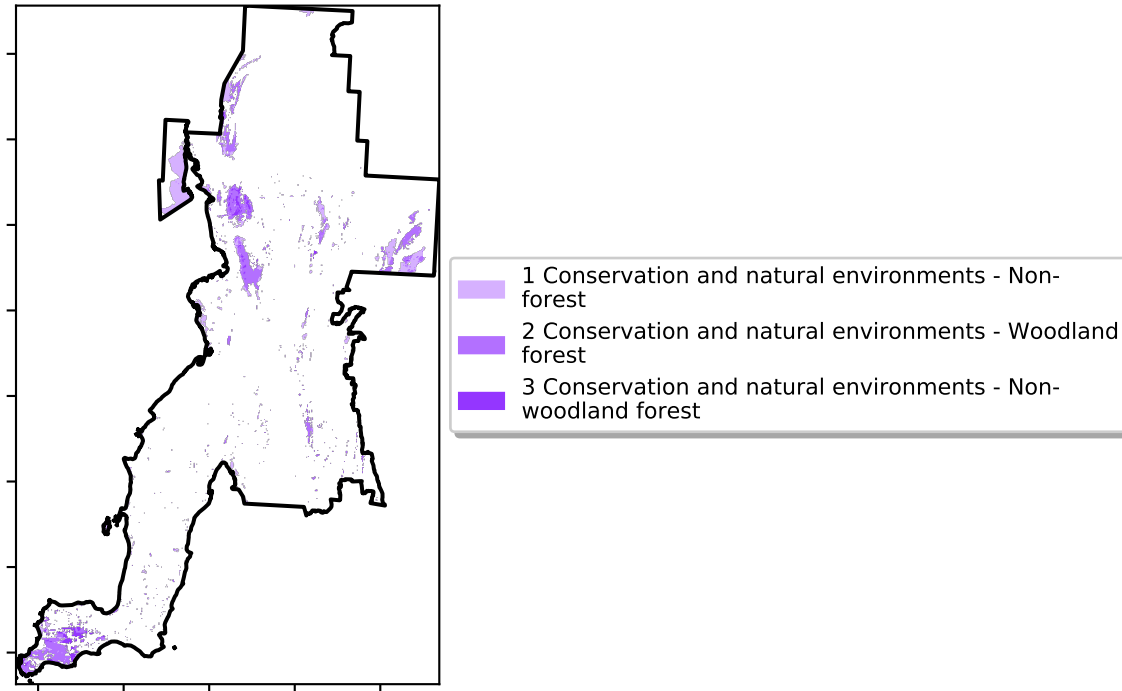 1 Conservation and natural environments - Non-
forest
2 Conservation and natural environments - Woodland
forest
3 Conservation and natural environments - Non-
woodland forest